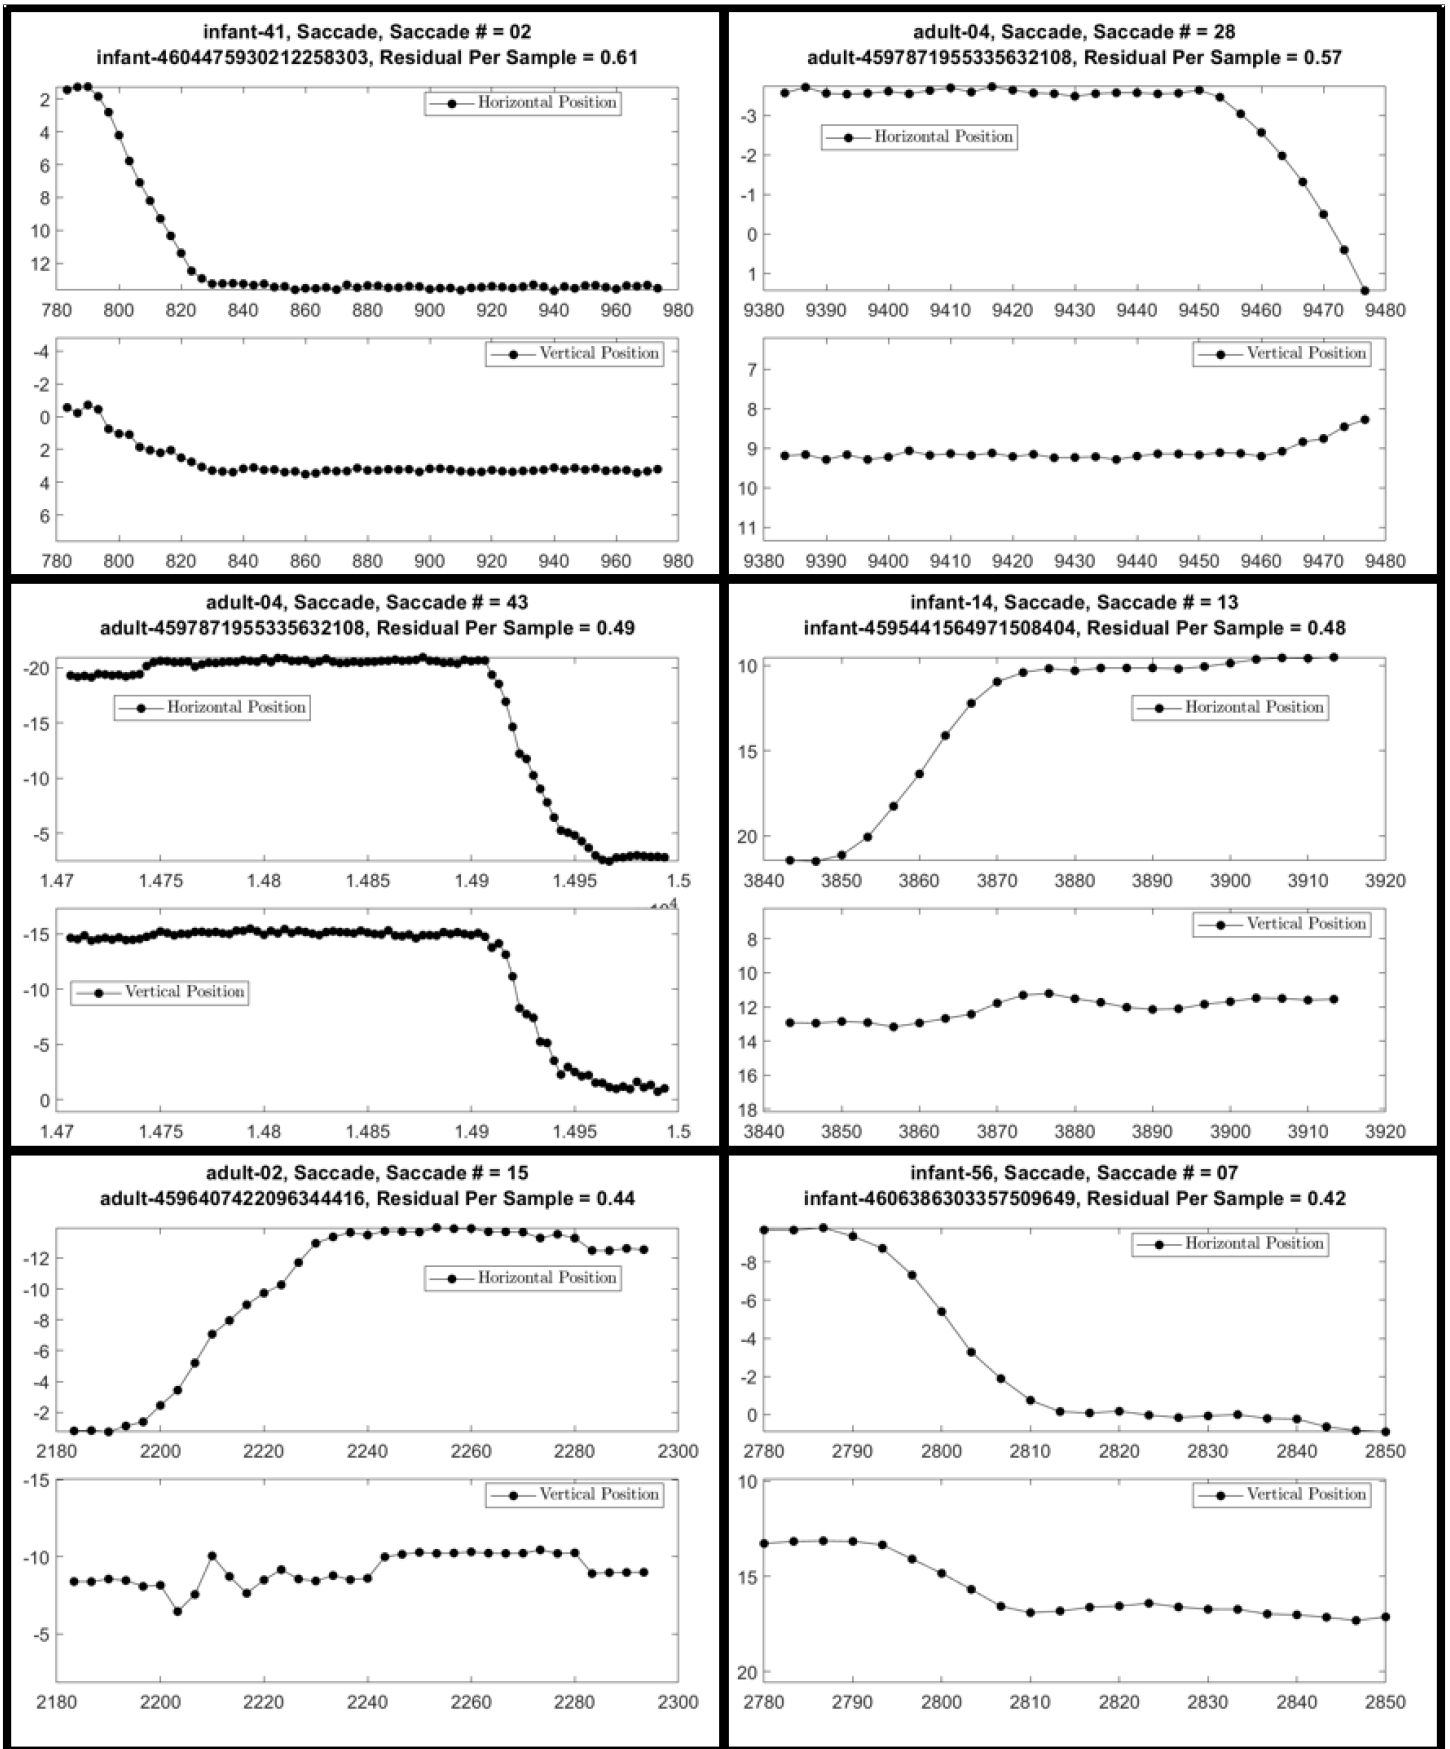 infant-41, Saccade, Saccade # = 02
infant-4604475930212258303, Residual Per Sample = 0.61
2
4
6
8
10
12
Horizontal Position
780 800 820 840 860 880 900 920 940 960 980
-4
-2
0
2
4
6
Vertical Position
780 800 820 840 860 880 900 920 940 960 980
adult-04, Saccade, Saccade # = 28
adult-4597871955335632108, Residual Per Sample = 0.57
-3
-2
-1
0
1
Horizontal Position
9380 9390 9400 9410 9420 9430 9440 9450 9460 9470 9480
7
8
9
10
11
Vertical Position
9380 9390 9400 9410 9420 9430 9440 9450 9460 9470 9480
adult-04, Saccade, Saccade # = 43
adult-4597871955335632108, Residual Per Sample = 0.49
-20
-15
-10
-5
Horizontal Position
1.47 1.475 1.48 1.485 1.49 1.495 1.5
-15
-10
-5
0
Vertical Position
1.47 1.475 1.48 1.485 1.49 1.495 1.5
infant-14, Saccade, Saccade # = 13
infant-4595441564971508404, Residual Per Sample = 0.48
10
15
20
Horizontal Position
3840 3850 3860 3870 3880 3890 3900 3910 3920
8
10
12
14
16
18
Vertical Position
3840 3850 3860 3870 3880 3890 3900 3910 3920
adult-02, Saccade, Saccade # = 15
adult-4596407422096344416, Residual Per Sample = 0.44
-12
-10
-8
-6
-4
-2
Horizontal Position
2180 2200 2220 2240 2260 2280 2300
-15
-10
-5
Vertical Position
2180 2200 2220 2240 2260 2280 2300
infant-56, Saccade, Saccade # = 07
infant-4606386303357509649, Residual Per Sample = 0.42
-8
-6
-4
-2
0
Horizontal Position
2780 2790 2800 2810 2820 2830 2840 2850
10
15
20
Vertical Position
2780 2790 2800 2810 2820 2830 2840 2850